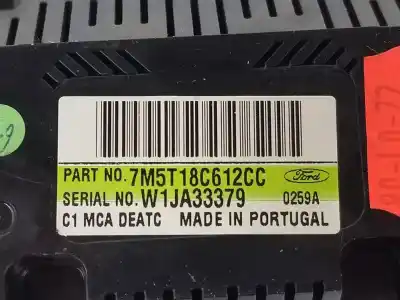 PART NO. 7M5T18C612CC Ford
SERIAL NO. W1JA33379 0259A
C1 MCA DEATC MADE IN PORTUGAL